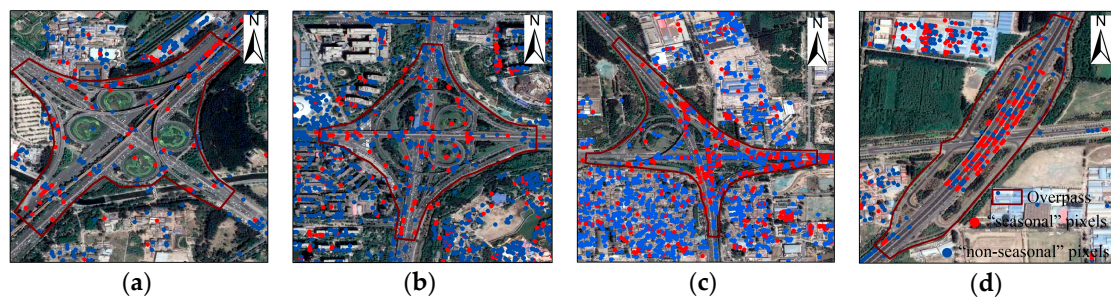 N
N
N
N
Overpass
"seasonal" pixels
"non-seasonal" pixels
(a)
(b)
(c)
(d)